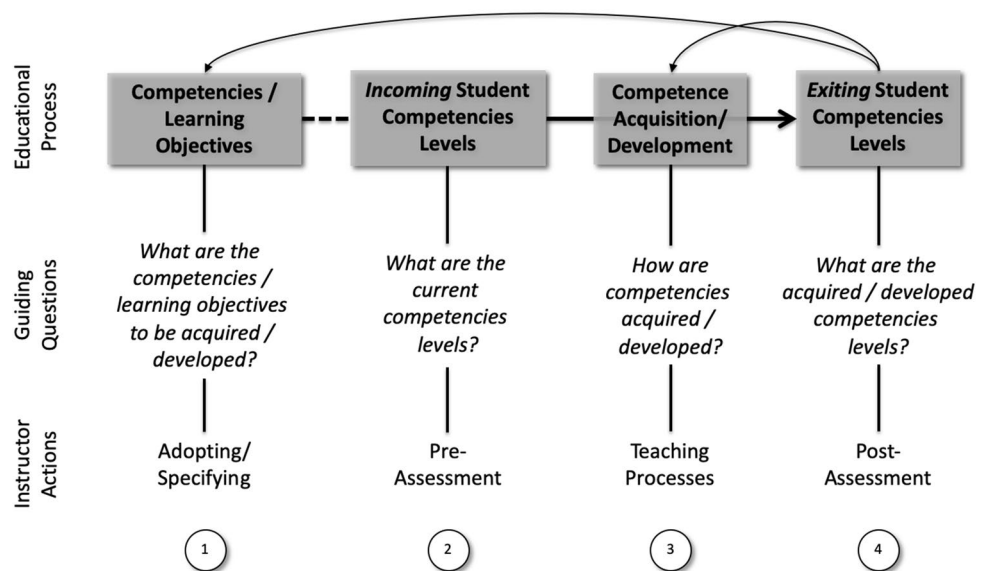 Educational
Process
Competencies /
Learning
Objectives
Incoming Student
Competencies
Levels
Competence
Acquisition/
Development
Exiting Student
Competencies
Levels
Guiding
Questions
What are the
competencies /
learning objectives
to be acquired /
developed?
What are the
current
competencies
levels?
How are
competencies
acquired /
developed?
What are the
acquired / developed
competencies
levels?
Instructor
Actions
Adopting/
Specifying
Pre-
Assessment
Teaching
Processes
Post-
Assessment
1
2
3
4